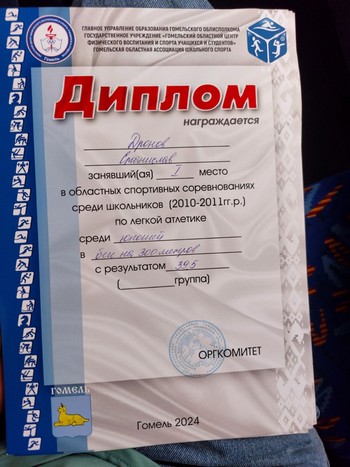 ГЛАВНОЕ УПРАВЛЕНИЕ ОБРАЗОВАНИЯ ГОМЕЛЬСКОГО ОБЛИСПОЛКОМА
ГОСУДАРСТВЕННОЕ УЧРЕЖДЕНИЕ «ГОМЕЛЬСКИЙ ОБЛАСТНОЙ ЦЕНТР
ФИЗИЧЕСКОГО ВОСПИТАНИЯ И СПОРТА УЧАЩИХСЯ И СТУДЕНТОВ»
ГОМЕЛЬСКАЯ ОБЛАСТНАЯ АССОЦИАЦИЯ ШКОЛЬНОГО СПОРТА
Гомель
Диплом
награждается
Дронов
Станислав
занявший(ая) I место
в областных спортивных соревнованиях
среди школьников (2010-2011гг.р.)
по легкой атлетике
среди юношей
в беге на 300 метров
с результатом 39.5
(группа)
ОРГКОМИТЕТ
ГОМЕЛЬ
Гомель 2024